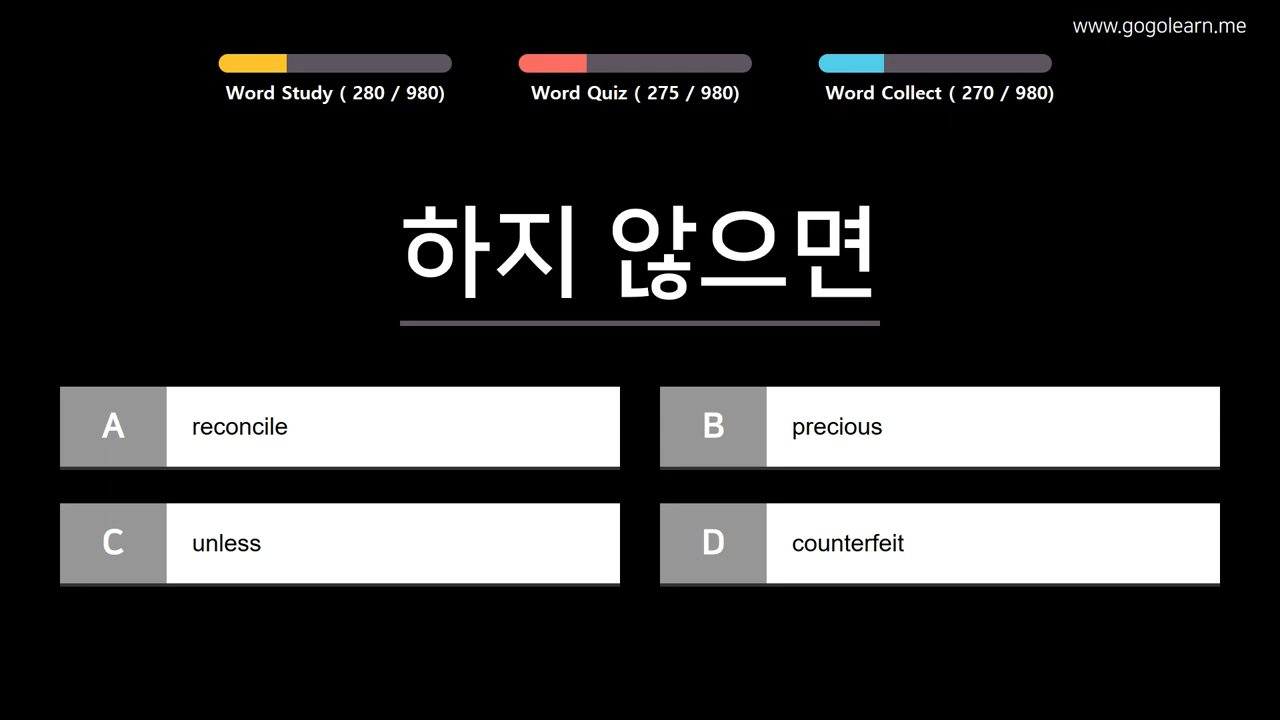 www.gogolearn.me
Word Study ( 280 / 980)
Word Quiz ( 275 / 980)
Word Collect ( 270 / 980)
하지 않으면
A reconcile
B precious
C unless
D counterfeit